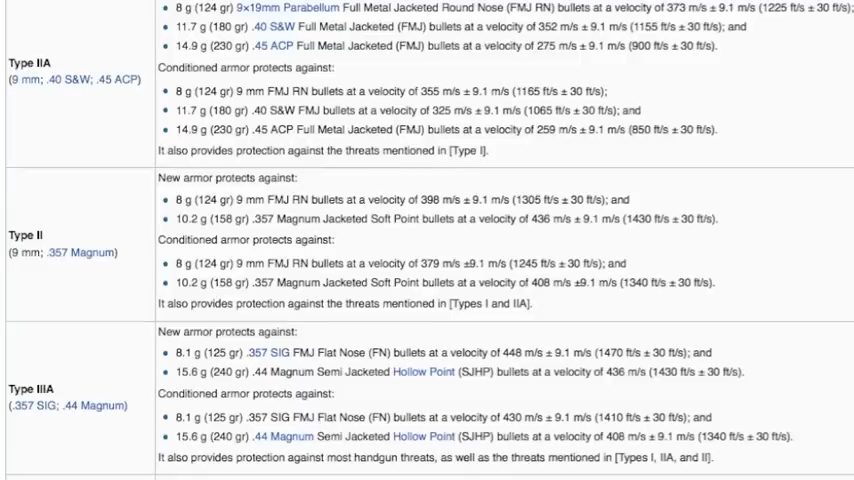 8 g (124 gr) 9×19mm Parabellum Full Metal Jacketed Round Nose (FMJ RN) bullets at a velocity of 373 m/s ± 9.1 m/s (1225 ft/s ± 30 ft/s);
11.7 g (180 gr) .40 S&W Full Metal Jacketed (FMJ) bullets at a velocity of 352 m/s ± 9.1 m/s (1155 ft/s ± 30 ft/s); and
14.9 g (230 gr) .45 ACP Full Metal Jacketed (FMJ) bullets at a velocity of 275 m/s ± 9.1 m/s (900 ft/s ± 30 ft/s).
Type IIA
(9 mm; .40 S&W; .45 ACP)
Conditioned armor protects against:
8 g (124 gr) 9 mm FMJ RN bullets at a velocity of 355 m/s ± 9.1 m/s (1165 ft/s ± 30 ft/s);
11.7 g (180 gr) .40 S&W FMJ bullets at a velocity of 325 m/s ± 9.1 m/s (1065 ft/s ± 30 ft/s); and
14.9 g (230 gr) .45 ACP Full Metal Jacketed (FMJ) bullets at a velocity of 259 m/s ± 9.1 m/s (850 ft/s ± 30 ft/s).
It also provides protection against the threats mentioned in [Type I].
Type II
(9 mm; .357 Magnum)
New armor protects against:
8 g (124 gr) 9 mm FMJ RN bullets at a velocity of 398 m/s ± 9.1 m/s (1305 ft/s ± 30 ft/s); and
10.2 g (158 gr) .357 Magnum Jacketed Soft Point bullets at a velocity of 436 m/s ± 9.1 m/s (1430 ft/s ± 30 ft/s).
Conditioned armor protects against:
8 g (124 gr) 9 mm FMJ RN bullets at a velocity of 379 m/s ±9.1 m/s (1245 ft/s ± 30 ft/s); and
10.2 g (158 gr) .357 Magnum Jacketed Soft Point bullets at a velocity of 408 m/s ±9.1 m/s (1340 ft/s ± 30 ft/s).
It also provides protection against the threats mentioned in [Types I and IIA].
Type IIIA
(.357 SIG; .44 Magnum)
New armor protects against:
8.1 g (125 gr) .357 SIG FMJ Flat Nose (FN) bullets at a velocity of 448 m/s ± 9.1 m/s (1470 ft/s ± 30 ft/s); and
15.6 g (240 gr) .44 Magnum Semi Jacketed Hollow Point (SJHP) bullets at a velocity of 436 m/s (1430 ft/s ± 30 ft/s).
Conditioned armor protects against:
8.1 g (125 gr) .357 SIG FMJ Flat Nose (FN) bullets at a velocity of 430 m/s ± 9.1 m/s (1410 ft/s ± 30 ft/s); and
15.6 g (240 gr) .44 Magnum Semi Jacketed Hollow Point (SJHP) bullets at a velocity of 408 m/s ± 9.1 m/s (1340 ft/s ± 30 ft/s).
It also provides protection against most handgun threats, as well as the threats mentioned in [Types I, IIA, and II].